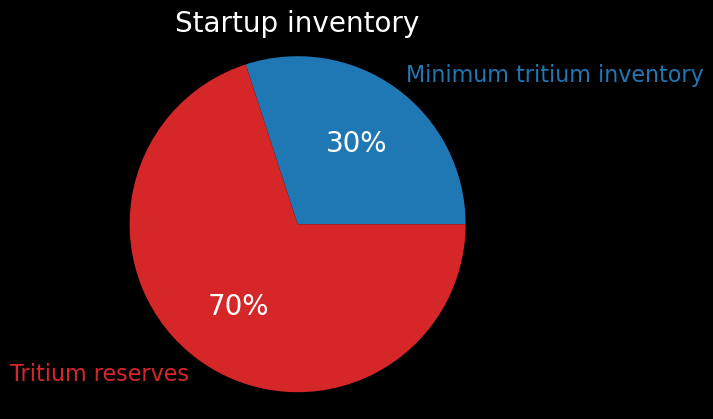 Startup inventory
Minimum tritium inventory
30%
70%
Tritium reserves